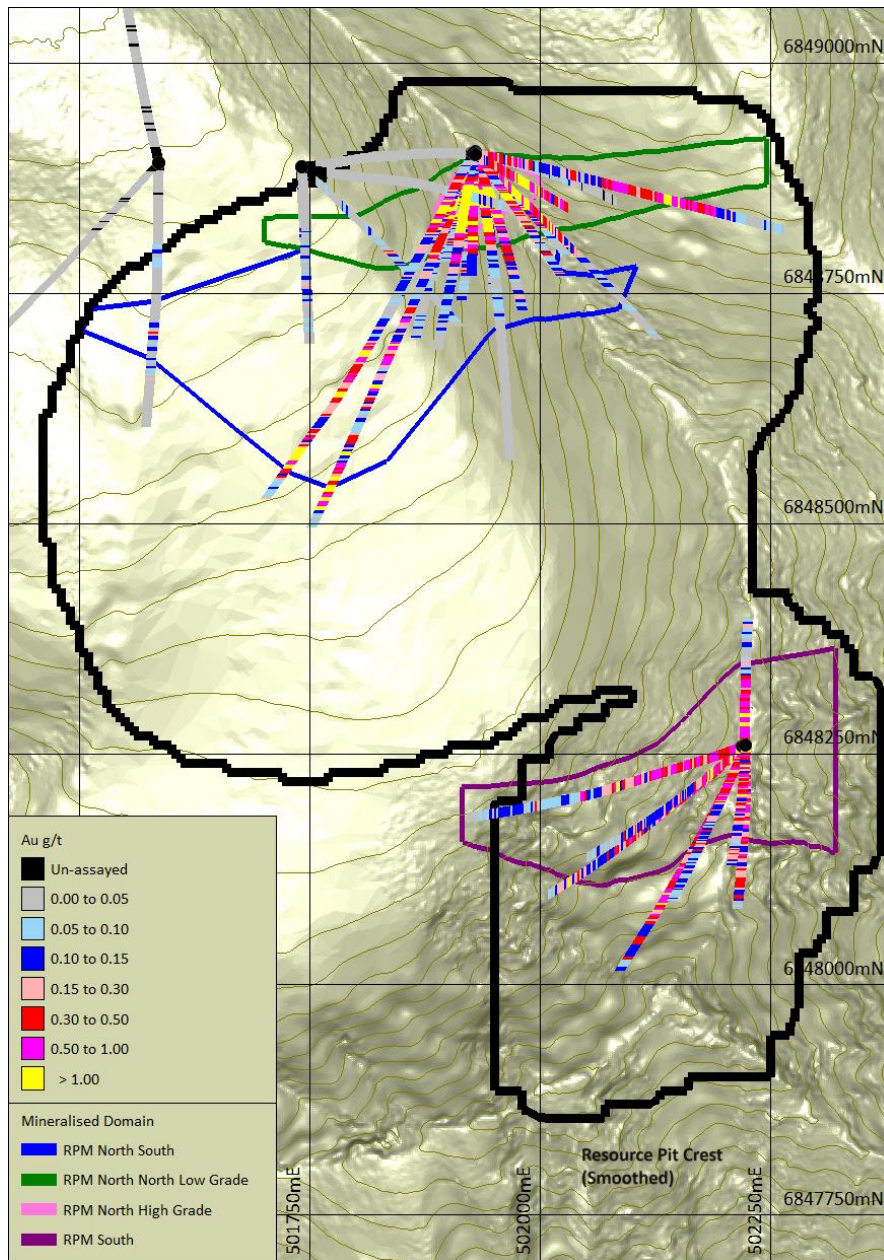 6849000mN
6848750mN
6848500mN
6848250mN
6848000mN
6847750mN
501750mE
502000mE
502250mE
Au g/t
Un-assayed
0.00 to 0.05
0.05 to 0.10
0.10 to 0.15
0.15 to 0.30
0.30 to 0.50
0.50 to 1.00
> 1.00
Mineralised Domain
RPM North South
RPM North North Low Grade
RPM North High Grade
RPM South
Resource Pit Crest
(Smoothed)